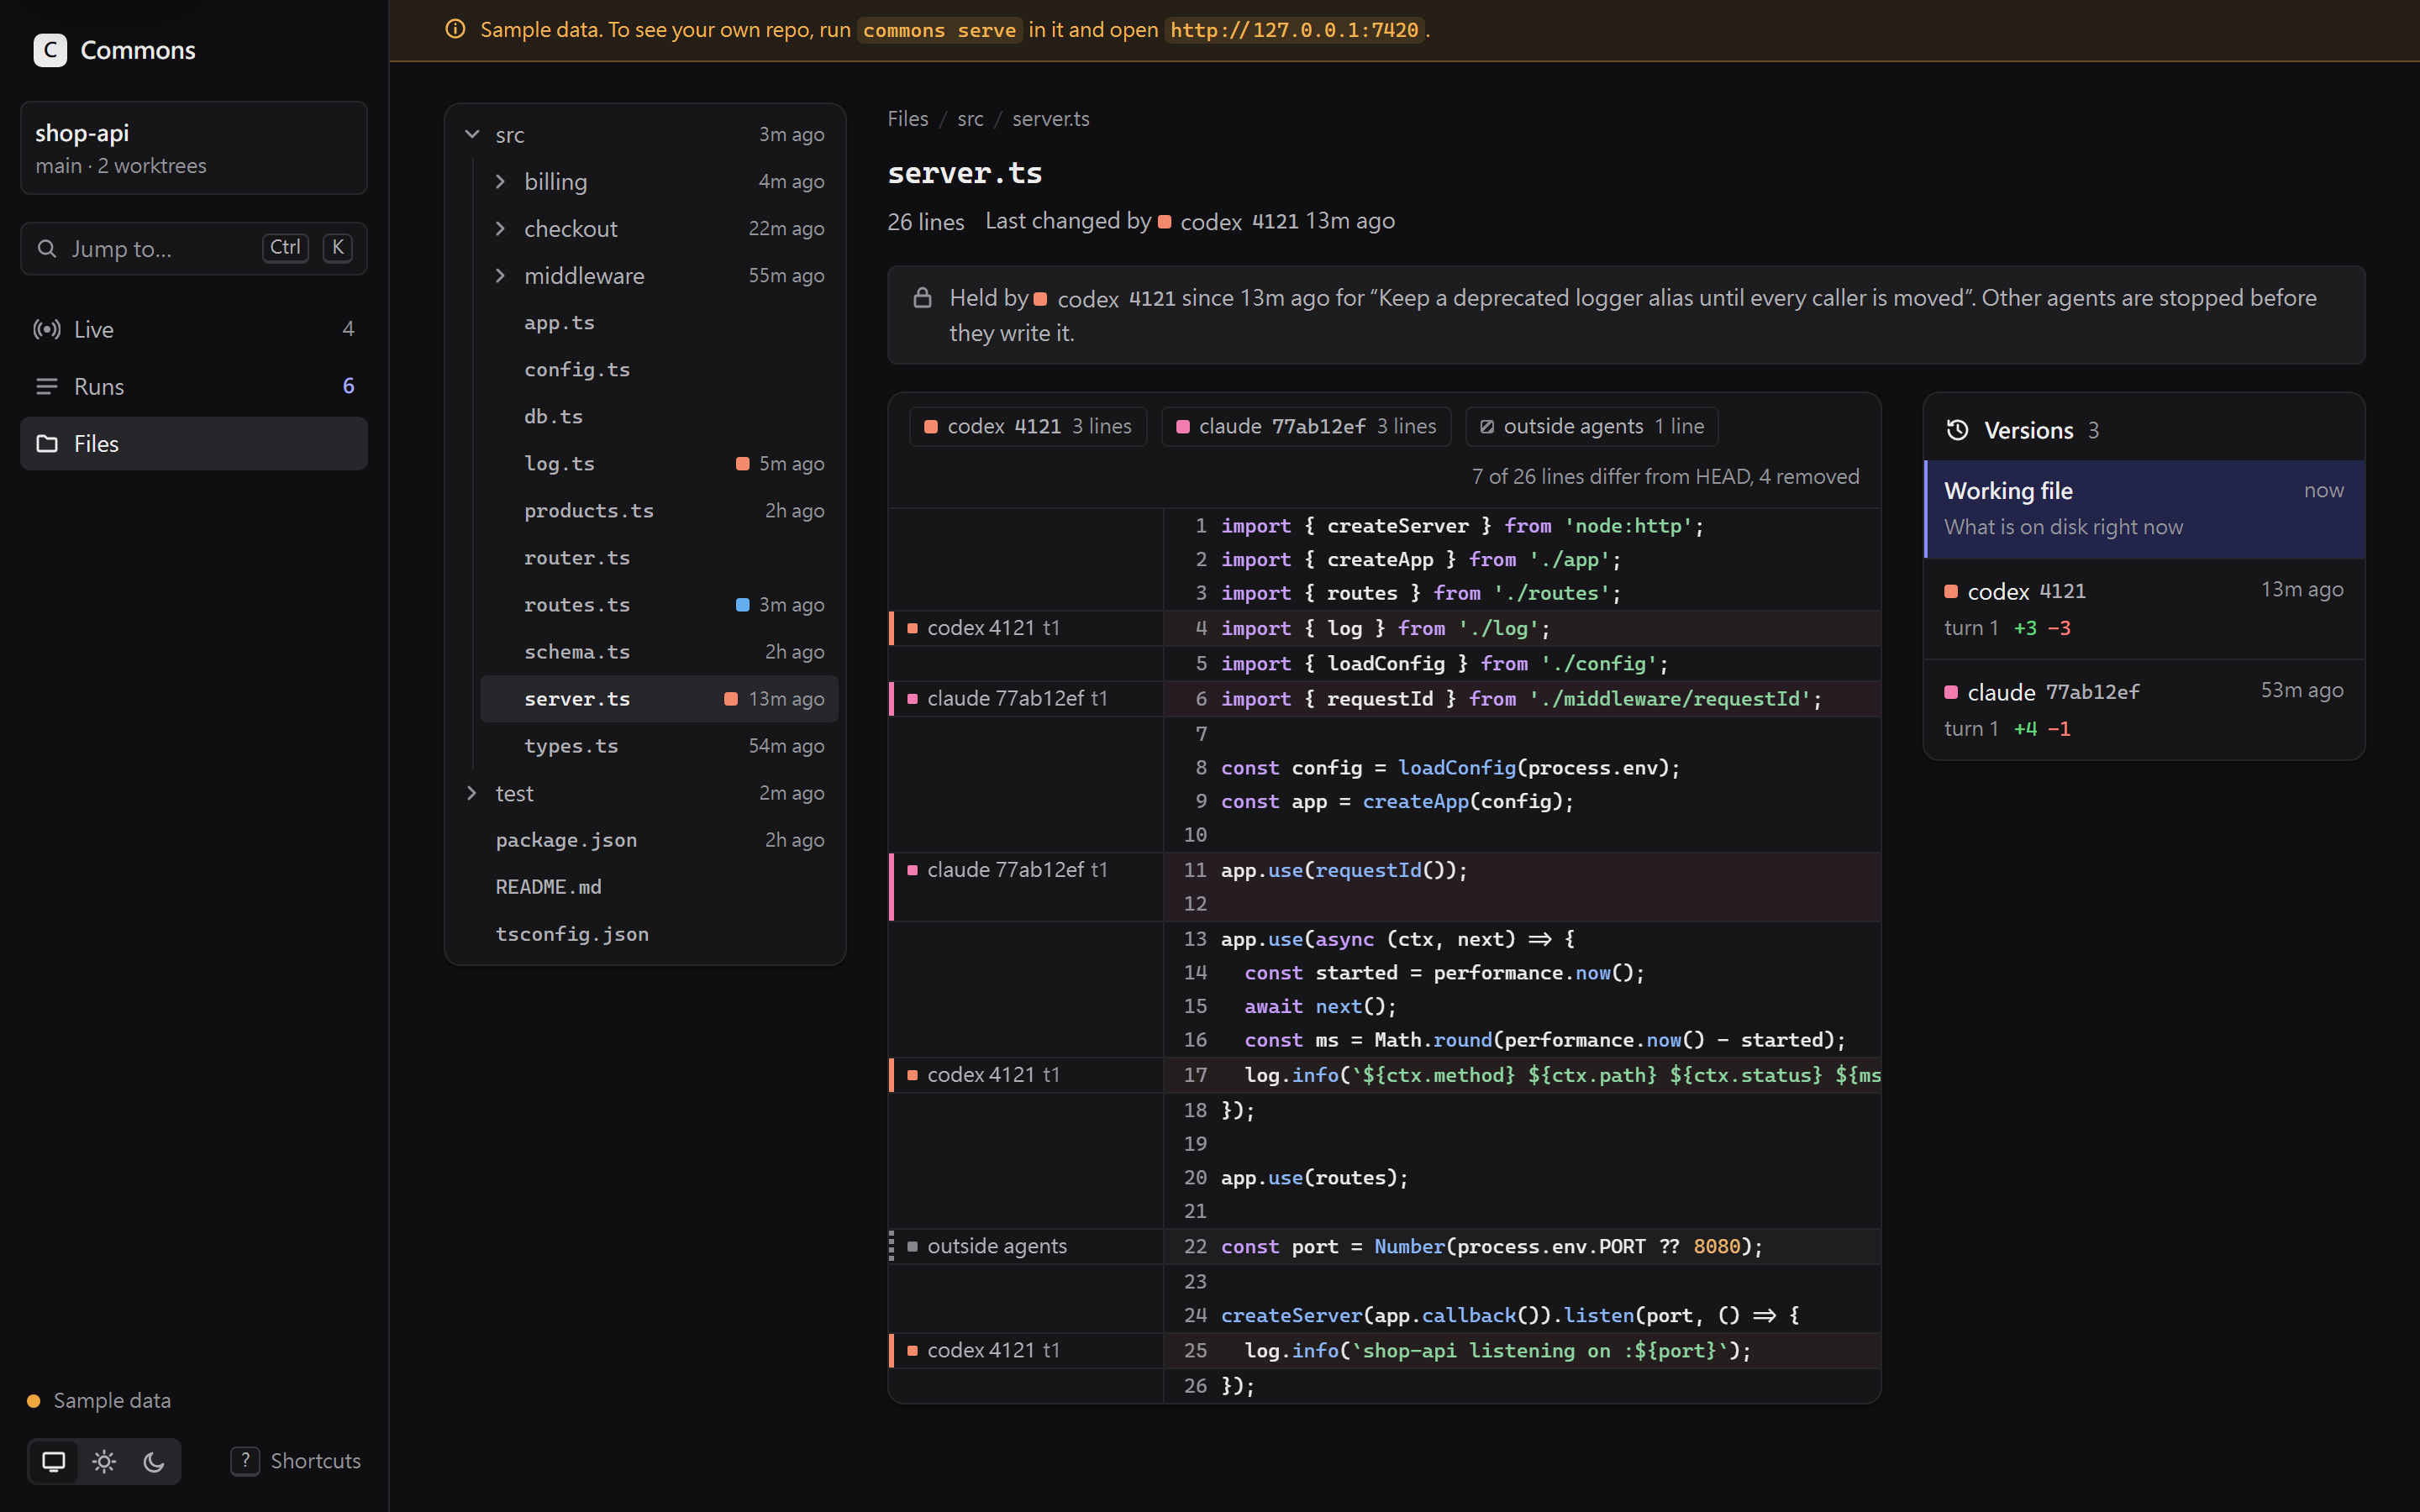 C Commons
shop-api
main · 2 worktrees
Jump to... Ctrl K
Live 4
Runs 6
Files
Sample data
? Shortcuts
Sample data. To see your own repo, run commons serve in it and open http://127.0.0.1:7420.
src 3m ago
billing 4m ago
checkout 22m ago
middleware 55m ago
app.ts
config.ts
db.ts
log.ts 5m ago
products.ts 2h ago
router.ts
routes.ts 3m ago
schema.ts 2h ago
server.ts 13m ago
types.ts 54m ago
test 2m ago
package.json 2h ago
README.md
tsconfig.json
Files / src / server.ts
server.ts
26 lines Last changed by codex 4121 13m ago
Held by codex 4121 since 13m ago for “Keep a deprecated logger alias until every caller is moved”. Other agents are stopped before
they write it.
codex 4121 3 lines claude 77ab12ef 3 lines outside agents 1 line
7 of 26 lines differ from HEAD, 4 removed
1 import { createServer } from 'node:http';
2 import { createApp } from './app';
3 import { routes } from './routes';
codex 4121 t1 4 import { log } from './log';
5 import { loadConfig } from './config';
claude 77ab12ef t1 6 import { requestId } from './middleware/requestId';
7
8 const config = loadConfig(process.env);
9 const app = createApp(config);
10
claude 77ab12ef t1 11 app.use(requestId());
12
13 app.use(async (ctx, next) => {
14 const started = performance.now();
15 await next();
16 const ms = Math.round(performance.now() - started);
codex 4121 t1 17 log.info(`${ctx.method} ${ctx.path} ${ctx.status} ${ms
18 });
19
20 app.use(routes);
21
outside agents 22 const port = Number(process.env.PORT ?? 8080);
23
24 createServer(app.callback()).listen(port, () => {
codex 4121 t1 25 log.info(`shop-api listening on :${port}`);
26 });
Versions 3
Working file now
What is on disk right now
codex 4121 13m ago
turn 1 +3 −3
claude 77ab12ef 53m ago
turn 1 +4 −1